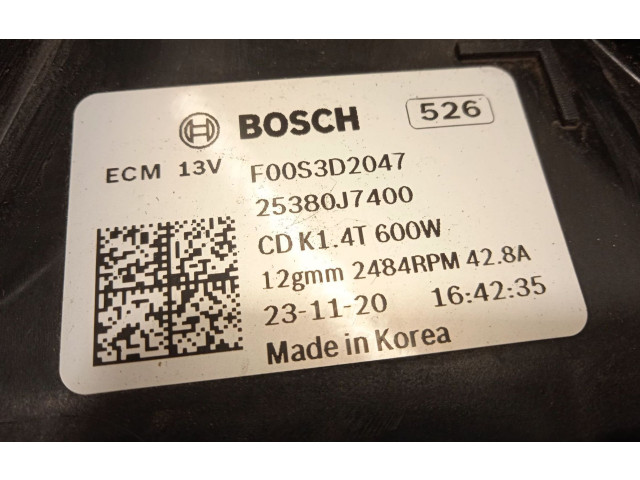 BOSCH 526
ECM 13V F00S3D2047
25380J7400
CD K1.4T 600W
12gmm 2484RPM 42.8A
23-11-20 16:42:35
Made in Korea